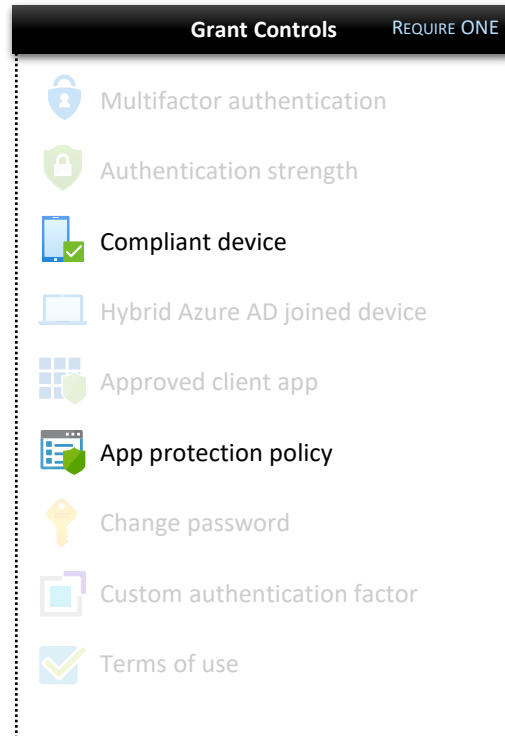 Grant Controls REQUIRE ONE
Multifactor authentication
Authentication strength
Compliant device
Hybrid Azure AD joined device
Approved client app
App protection policy
Change password
Custom authentication factor
Terms of use